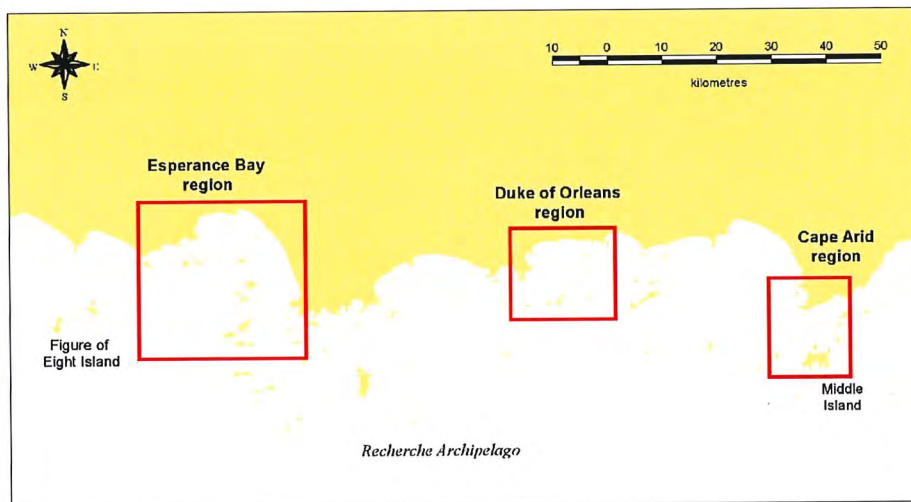 N
W E
S
10 0 10 20 30 40 50
kilometres
Esperance Bay
region
Duke of Orleans
region
Cape Arid
region
Figure of
Eight Island
Middle
Island
Recherche Archipelago